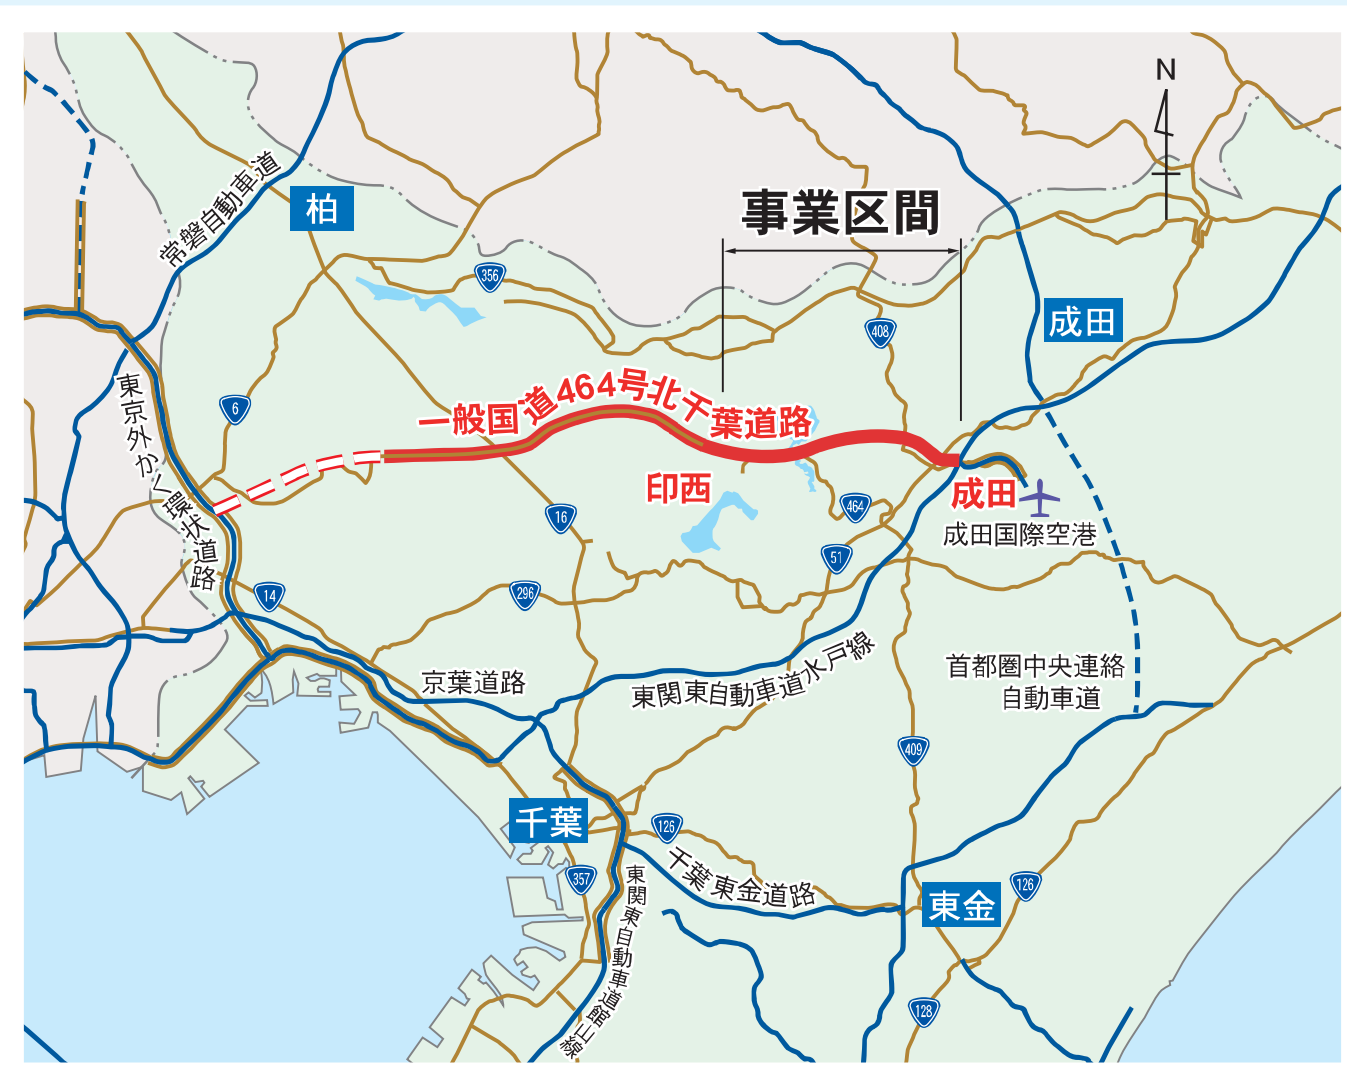 N
常磐自動車道
柏
事業区間
356
成田
408
東京外かく環状道路
6
一般国道464号北千葉道路
印西
成田
464
16
成田国際空港
51
14
296
首都圏中央連絡
自動車道
京葉道路
東関東自動車道水戸線
409
千葉
126
千葉東金道路
357
126
東金
東関東自動車道館山線
128